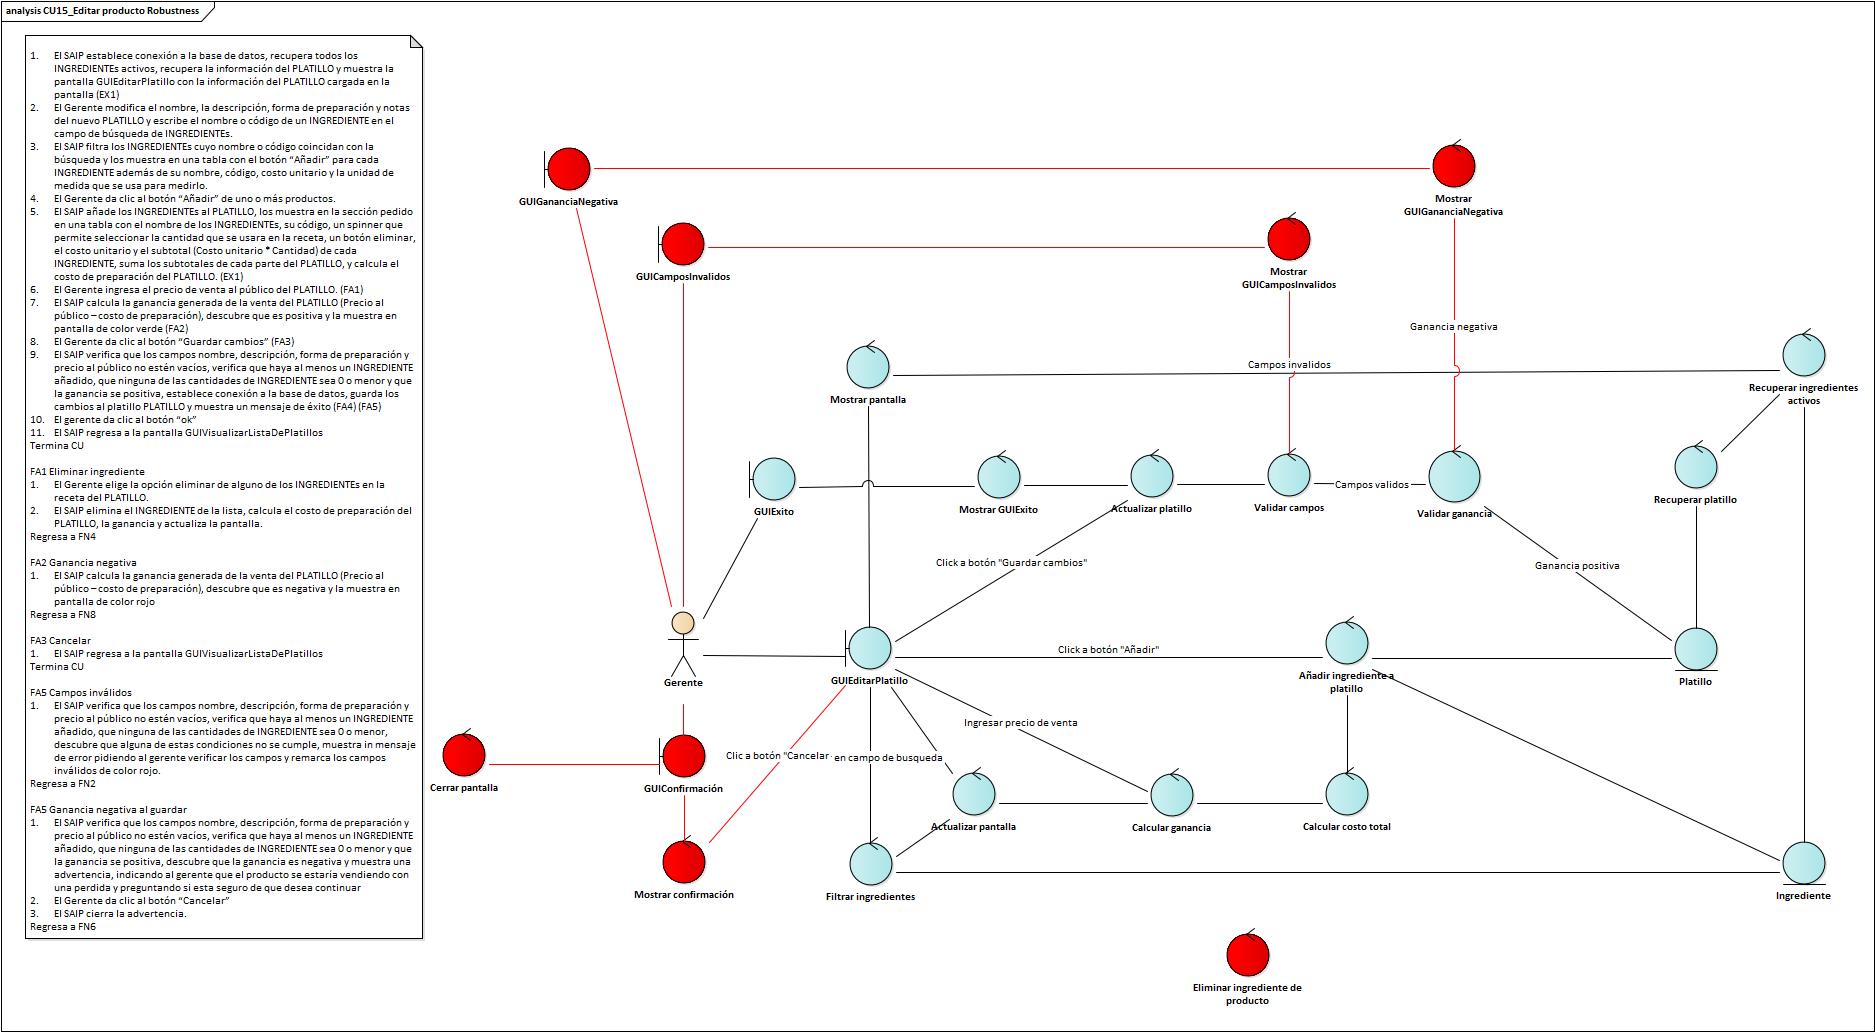 analysis CU15_Editar producto Robustness
1. El SAIP establece conexión a la base de datos, recupera todos los
INGREDIENTEs activos, recupera la información del PLATILLO y muestra la
pantalla GUIEditarPlatillo con la información del PLATILLO cargada en la
pantalla (EX1)
2. El Gerente modifica el nombre, la descripción, forma de preparación y notas
del nuevo PLATILLO y escribe el nombre o código de un INGREDIENTE en el
campo de búsqueda de INGREDIENTEs.
3. El SAIP filtra los INGREDIENTEs cuyo nombre o código coincidan con la
búsqueda y los muestra en una tabla con el botón “Añadir” para cada
INGREDIENTE además de su nombre, código, costo unitario y la unidad de
medida que se usa para medirlo.
4. El Gerente da clic al botón “Añadir” de uno o más productos.
5. El SAIP añade los INGREDIENTEs al PLATILLO, los muestra en la sección pedido
en una tabla con el nombre de los INGREDIENTEs, su código, un spinner que
permite seleccionar la cantidad que se usara en la receta, un botón eliminar,
el costo unitario y el subtotal (Costo unitario * Cantidad) de cada
INGREDIENTE, suma los subtotales de cada parte del PLATILLO, y calcula el
costo de preparación del PLATILLO. (EX1)
6. El Gerente ingresa el precio de venta al público del PLATILLO. (FA1)
7. El SAIP calcula la ganancia generada de la venta del PLATILLO (Precio al
público – costo de preparación), descubre que es positiva y la muestra en
pantalla de color verde (FA2)
8. El Gerente da clic al botón “Guardar cambios” (FA3)
9. El SAIP verifica que los campos nombre, descripción, forma de preparación y
precio al público no estén vacíos, verifica que haya al menos un INGREDIENTE
añadido, que ninguna de las cantidades de INGREDIENTE sea 0 o menor y que
la ganancia se positiva, establece conexión a la base de datos, guarda los
cambios al platillo PLATILLO y muestra un mensaje de éxito (FA4) (FA5)
10. El gerente da clic al botón “ok”
11. El SAIP regresa a la pantalla GUIVisualizarListaDePlatillos
Termina CU
FA1 Eliminar ingrediente
1. El Gerente elige la opción eliminar de alguno de los INGREDIENTEs en la
receta del PLATILLO.
2. El SAIP elimina el INGREDIENTE de la lista, calcula el costo de preparación del
PLATILLO, la ganancia y actualiza la pantalla.
Regresa a FN4
FA2 Ganancia negativa
1. El SAIP calcula la ganancia generada de la venta del PLATILLO (Precio al
público – costo de preparación), descubre que es negativa y la muestra en
pantalla de color rojo
Regresa a FN8
FA3 Cancelar
1. El SAIP regresa a la pantalla GUIVisualizarListaDePlatillos
Termina CU
FA5 Campos inválidos
1. El SAIP verifica que los campos nombre, descripción, forma de preparación y
precio al público no estén vacíos, verifica que haya al menos un INGREDIENTE
añadido, que ninguna de las cantidades de INGREDIENTE sea 0 o menor,
descubre que alguna de estas condiciones no se cumple, muestra in mensaje
de error pidiendo al gerente verificar los campos y remarca los campos
inválidos de color rojo.
Regresa a FN2
FA5 Ganancia negativa al guardar
1. El SAIP verifica que los campos nombre, descripción, forma de preparación y
precio al público no estén vacíos, verifica que haya al menos un INGREDIENTE
añadido, que ninguna de las cantidades de INGREDIENTE sea 0 o menor y que
la ganancia se positiva, descubre que la ganancia es negativa y muestra una
advertencia, indicando al gerente que el producto se estaría vendiendo con
una perdida y preguntando si esta seguro de que desea continuar
2. El Gerente da clic al botón “Cancelar”
3. El SAIP cierra la advertencia.
Regresa a FN6
GUIGananciaNegativa
Mostrar
GUIGananciaNegativa
GUICamposInvalidos
Mostrar
GUICamposInvalidos
Ganancia negativa
Campos invalidos
Mostrar pantalla
Recuperar ingredientes
activos
GUIExito
Mostrar GUIExito
Actualizar platillo
Validar campos
Campos validos
Validar ganancia
Recuperar platillo
Click a botón "Guardar cambios"
Ganancia positiva
Gerente
GUIEditarPlatillo
Click a botón "Añadir"
Añadir ingrediente a
platillo
Platillo
Ingresar precio de venta
Clic a botón "Cancelar
en campo de busqueda
Cerrar pantalla
GUIConfirmación
Actualizar pantalla
Calcular ganancia
Calcular costo total
Mostrar confirmación
Filtrar ingredientes
Ingrediente
Eliminar ingrediente de
producto